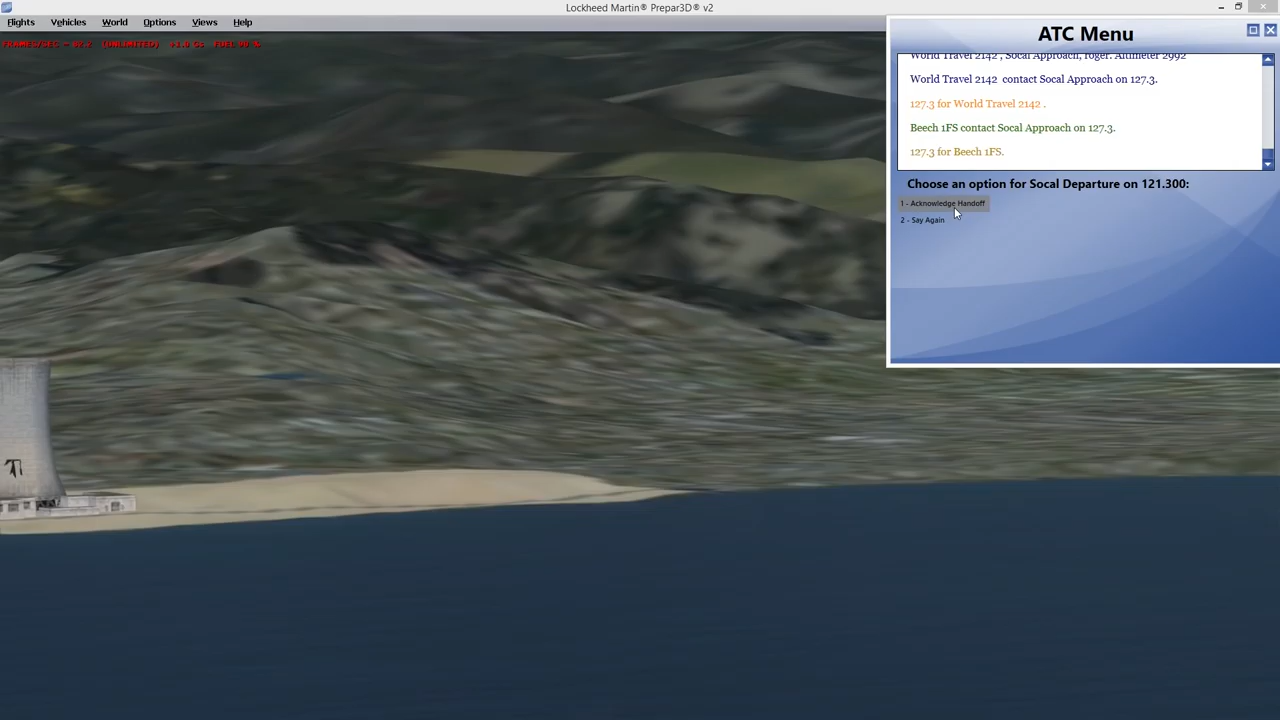 Lockheed Martin® Prepar3D® v2
Flights Vehicles World Options Views Help
ATC Menu
World Travel 2142 , Socal Approach, roger. Altimeter 2992
World Travel 2142 contact Socal Approach on 127.3.
127.3 for World Travel 2142 .
Beech 1FS contact Socal Approach on 127.3.
127.3 for Beech 1FS.
Choose an option for Socal Departure on 121.300:
1 - Acknowledge Handoff
2 - Say Again